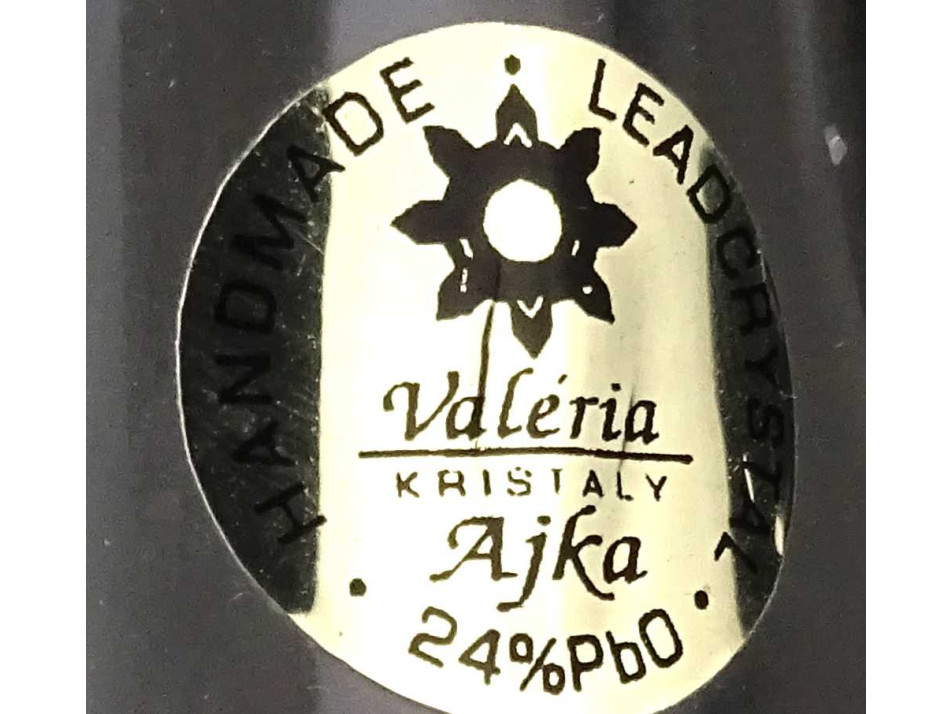 HANDMADE • LEADCRYSTAL
Valéria
KRISTALY
Ajka
• 24%PbO •